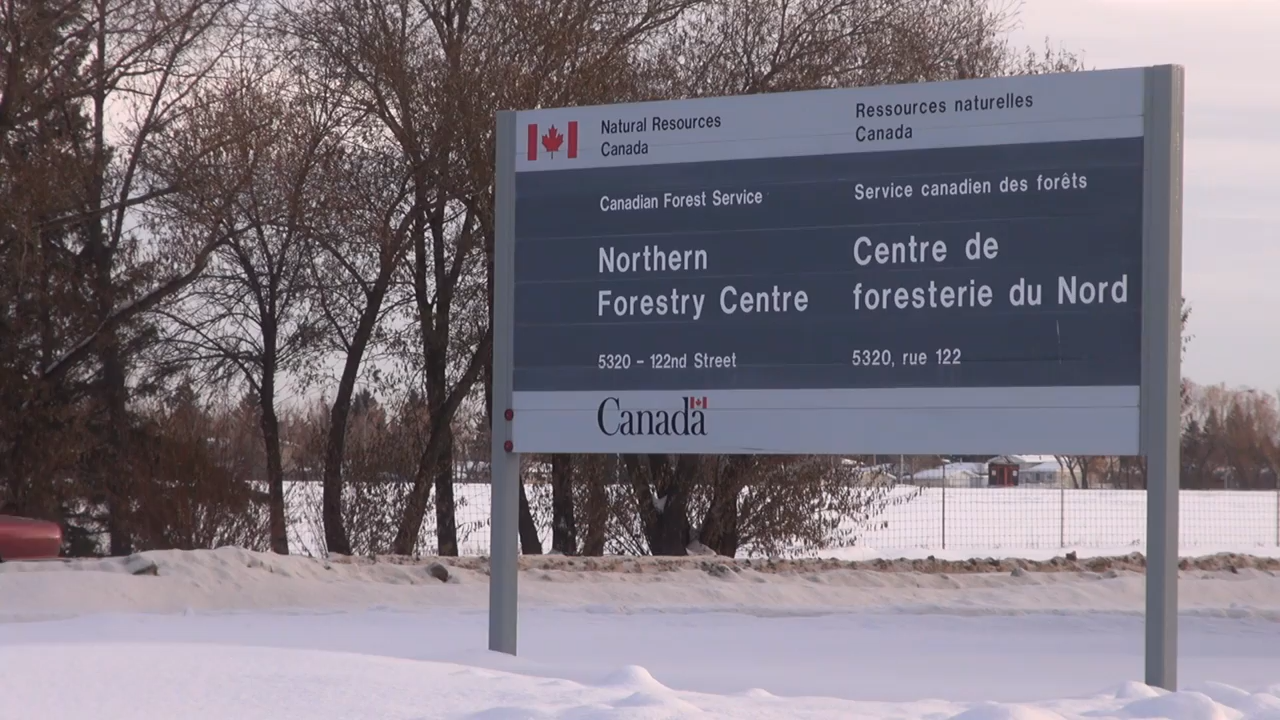 Natural Resources
Canada
Ressources naturelles
Canada
Canadian Forest Service
Service canadien des forêts
Northern
Forestry Centre
Centre de
foresterie du Nord
5320 – 122nd Street
5320, rue 122
Canada